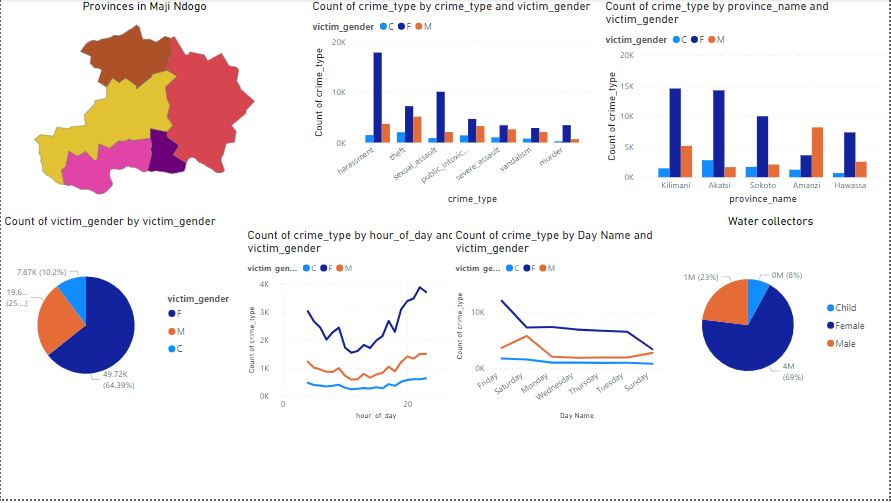 Provinces in Maji Ndogo
Count of crime_type by crime_type and victim_gender
victim_gender C F M
20K
10K
0K
Count of crime_type
harassment
theft
sexual_assault
public_intoxic...
severe_assault
vandalism
murder
crime_type
Count of crime_type by province_name and
victim_gender
victim_gender C F M
20K
15K
10K
5K
0K
Count of crime_type
Kilimani Akatsi Sokoto Amanzi Hawassa
province_name
Count of victim_gender by victim_gender
7.87K (10.2%)
19.6...
(25....)
49.72K
(64.39%)
victim_gender
F
M
C
Count of crime_type by hour_of_day and
victim_gender
victim_gen... C F M
4K
3K
2K
1K
0K
Count of crime_type
0 20
hour_of_day
Count of crime_type by Day Name and
victim_gender
victim_ge... C F M
10K
0K
Count of crime_type
Friday
Saturday
Monday
Wednesday
Thursday
Tuesday
Sunday
Day Name
Water collectors
1M (23%)
0M (8%)
4M
(69%)
Child
Female
Male